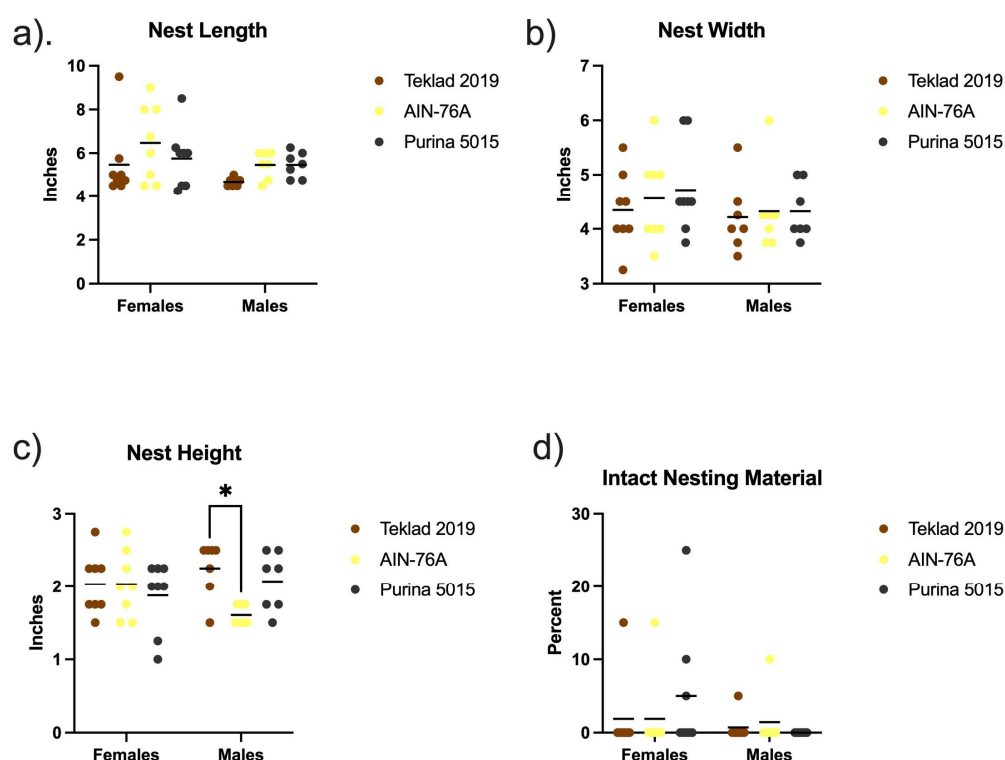 a).
Nest Length
Inches
10
8
6
4
2
0
Females
Males
Teklad 2019
AIN-76A
Purina 5015
b)
Nest Width
Inches
7
6
5
4
3
Females
Males
Teklad 2019
AIN-76A
Purina 5015
c)
Nest Height
Inches
3
2
1
0
Females
Males
*
Teklad 2019
AIN-76A
Purina 5015
d)
Intact Nesting Material
Percent
30
20
10
0
Females
Males
Teklad 2019
AIN-76A
Purina 5015